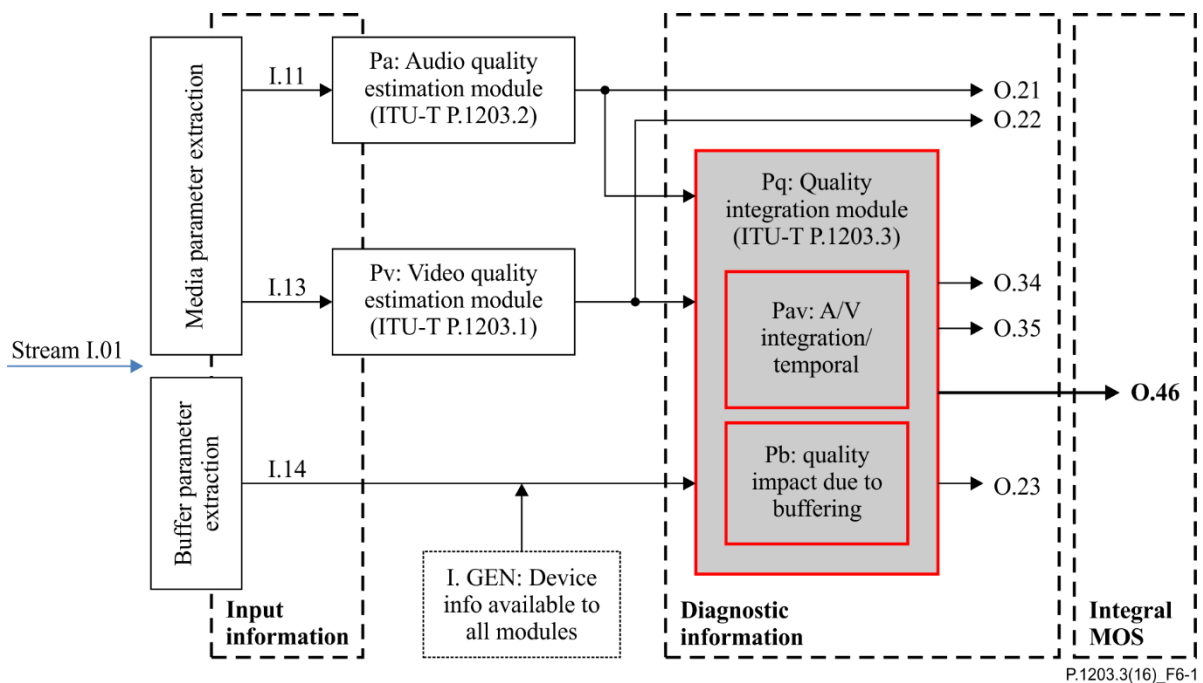 Media parameter extraction
I.11
Pa: Audio quality
estimation module
(ITU-T P.1203.2)
O.21
O.22
Pq: Quality
integration module
(ITU-T P.1203.3)
I.13
Pv: Video quality
estimation module
(ITU-T P.1203.1)
O.34
Pav: A/V
integration/
temporal
O.35
Stream I.01
O.46
Buffer parameter
extraction
I.14
Pb: quality
impact due to
buffering
O.23
I. GEN: Device
info available to
all modules
Input
information
Diagnostic
information
Integral
MOS
P.1203.3(16)_F6-1